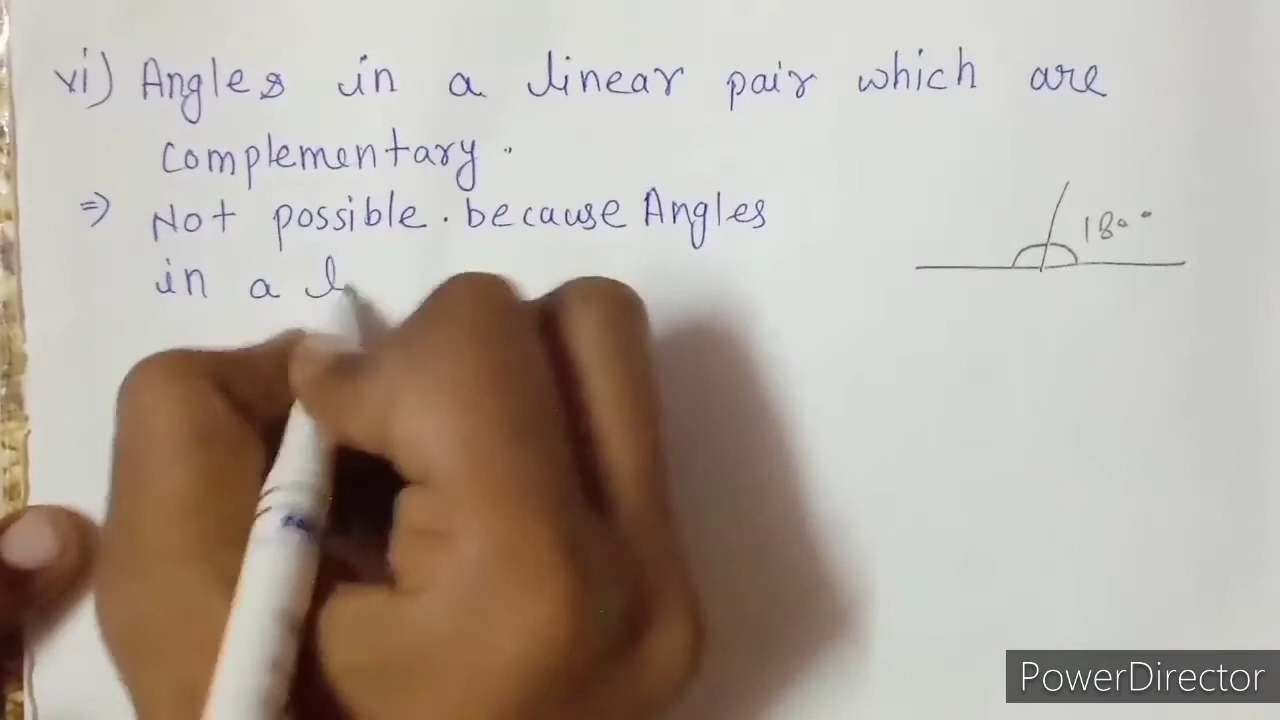 vi) Angles in a linear pair which are
complementary.
⇒ Not possible. because Angles
in a l
180°
PowerDirector